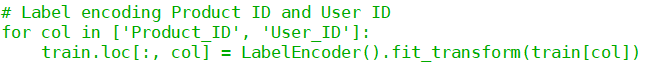 # Label encoding Product ID and User ID
for col in ['Product_ID', 'User_ID']:
    train.loc[:, col] = LabelEncoder().fit_transform(train[col])